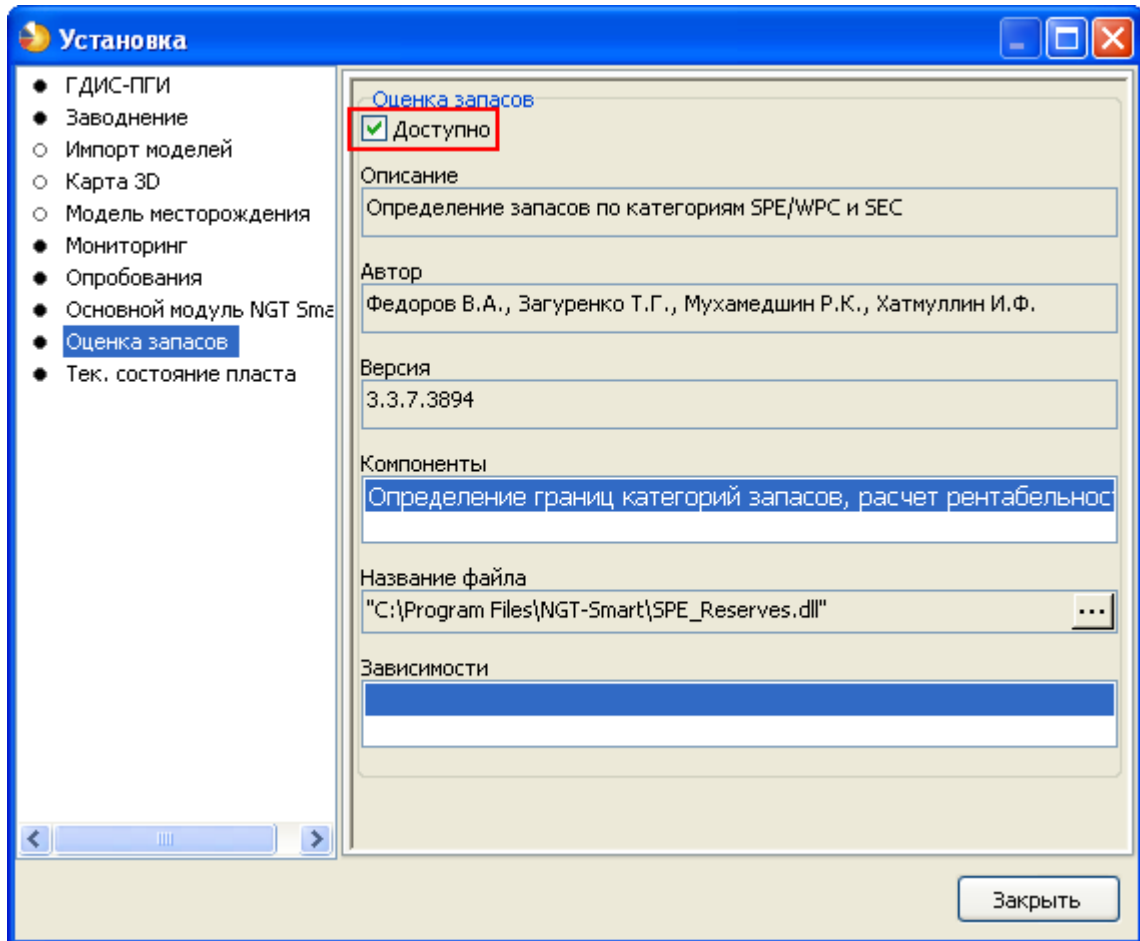 Установка
ГДИС-ПГИ
Заводнение
Импорт моделей
Карта 3D
Модель месторождения
Мониторинг
Опробования
Основной модуль NGT Sma
Оценка запасов
Тек. состояние пласта
Оценка запасов
Доступно
Описание
Определение запасов по категориям SPE/WPC и SEC
Автор
Федоров В.А., Загуренко Т.Г., Мухамедшин Р.К., Хатмуллин И.Ф.
Версия
3.3.7.3894
Компоненты
Определение границ категорий запасов, расчет рентабельност
Название файла
"C:\Program Files\NGT-Smart\SPE_Reserves.dll"
...
Зависимости
Закрыть